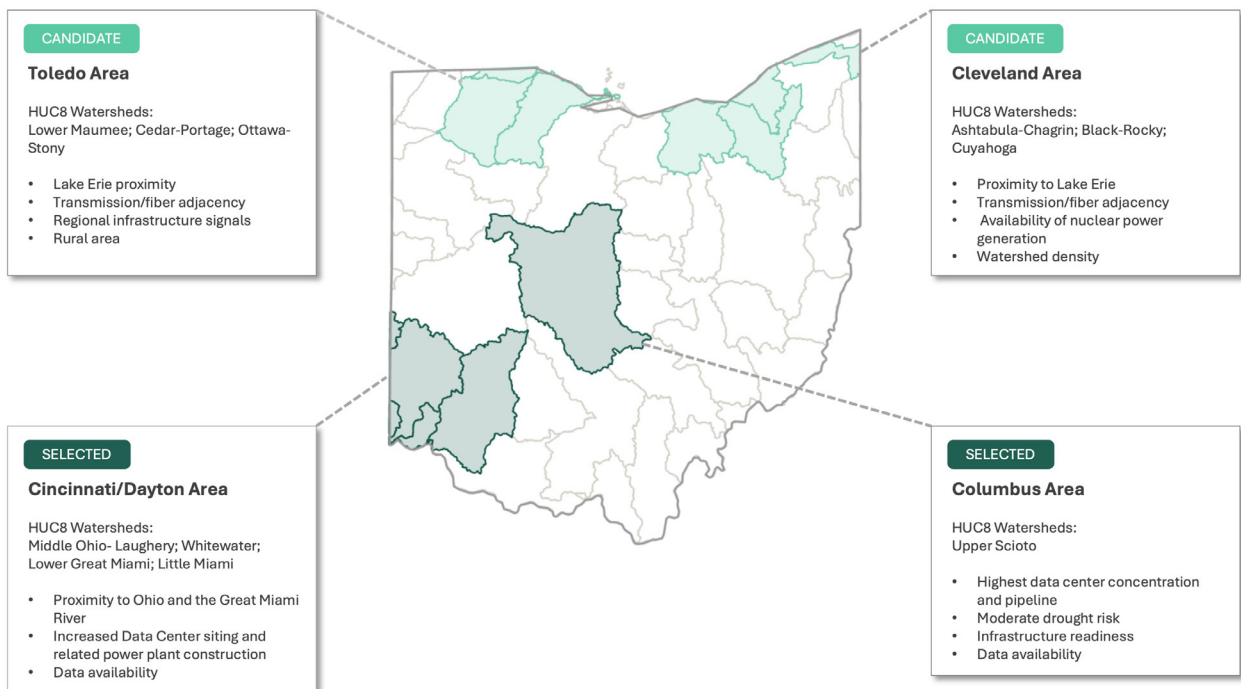 CANDIDATE
Toledo Area
HUC8 Watersheds:
Lower Maumee; Cedar-Portage; Ottawa-
Stony
• Lake Erie proximity
• Transmission/fiber adjacency
• Regional infrastructure signals
• Rural area
CANDIDATE
Cleveland Area
HUC8 Watersheds:
Ashtabula-Chagrin; Black-Rocky;
Cuyahoga
• Proximity to Lake Erie
• Transmission/fiber adjacency
• Availability of nuclear power
generation
• Watershed density
SELECTED
Cincinnati/Dayton Area
HUC8 Watersheds:
Middle Ohio- Laughery; Whitewater;
Lower Great Miami; Little Miami
• Proximity to Ohio and the Great Miami
River
• Increased Data Center siting and
related power plant construction
• Data availability
SELECTED
Columbus Area
HUC8 Watersheds:
Upper Scioto
• Highest data center concentration
and pipeline
• Moderate drought risk
• Infrastructure readiness
• Data availability